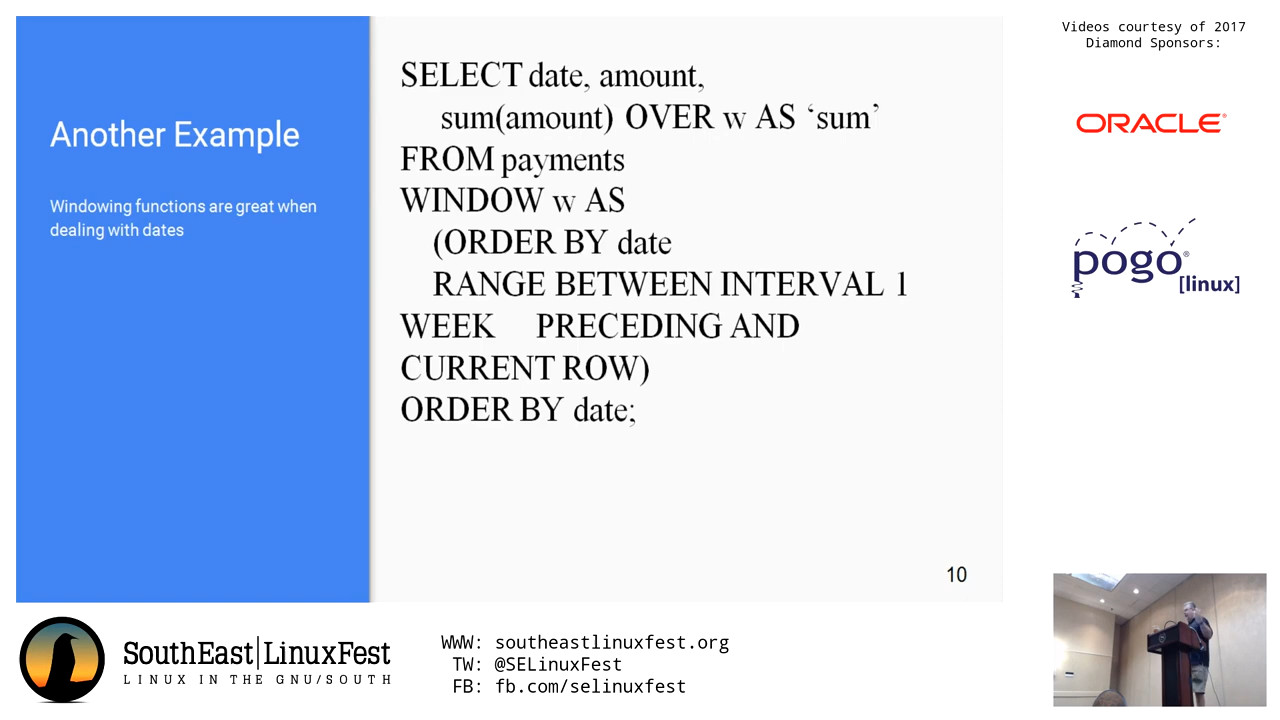 Another Example
Windowing functions are great when
dealing with dates
SELECT date, amount,
sum(amount) OVER w AS ‘sum’
FROM payments
WINDOW w AS
(ORDER BY date
RANGE BETWEEN INTERVAL 1
WEEK PRECEDING AND
CURRENT ROW)
ORDER BY date;
10
Videos courtesy of 2017
Diamond Sponsors:
ORACLE®
pogo®
[linux]
SouthEast|LinuxFest
LINUX IN THE GNU/SOUTH
WWW: southeastlinuxfest.org
TW: @SELinuxFest
FB: fb.com/selinuxfest